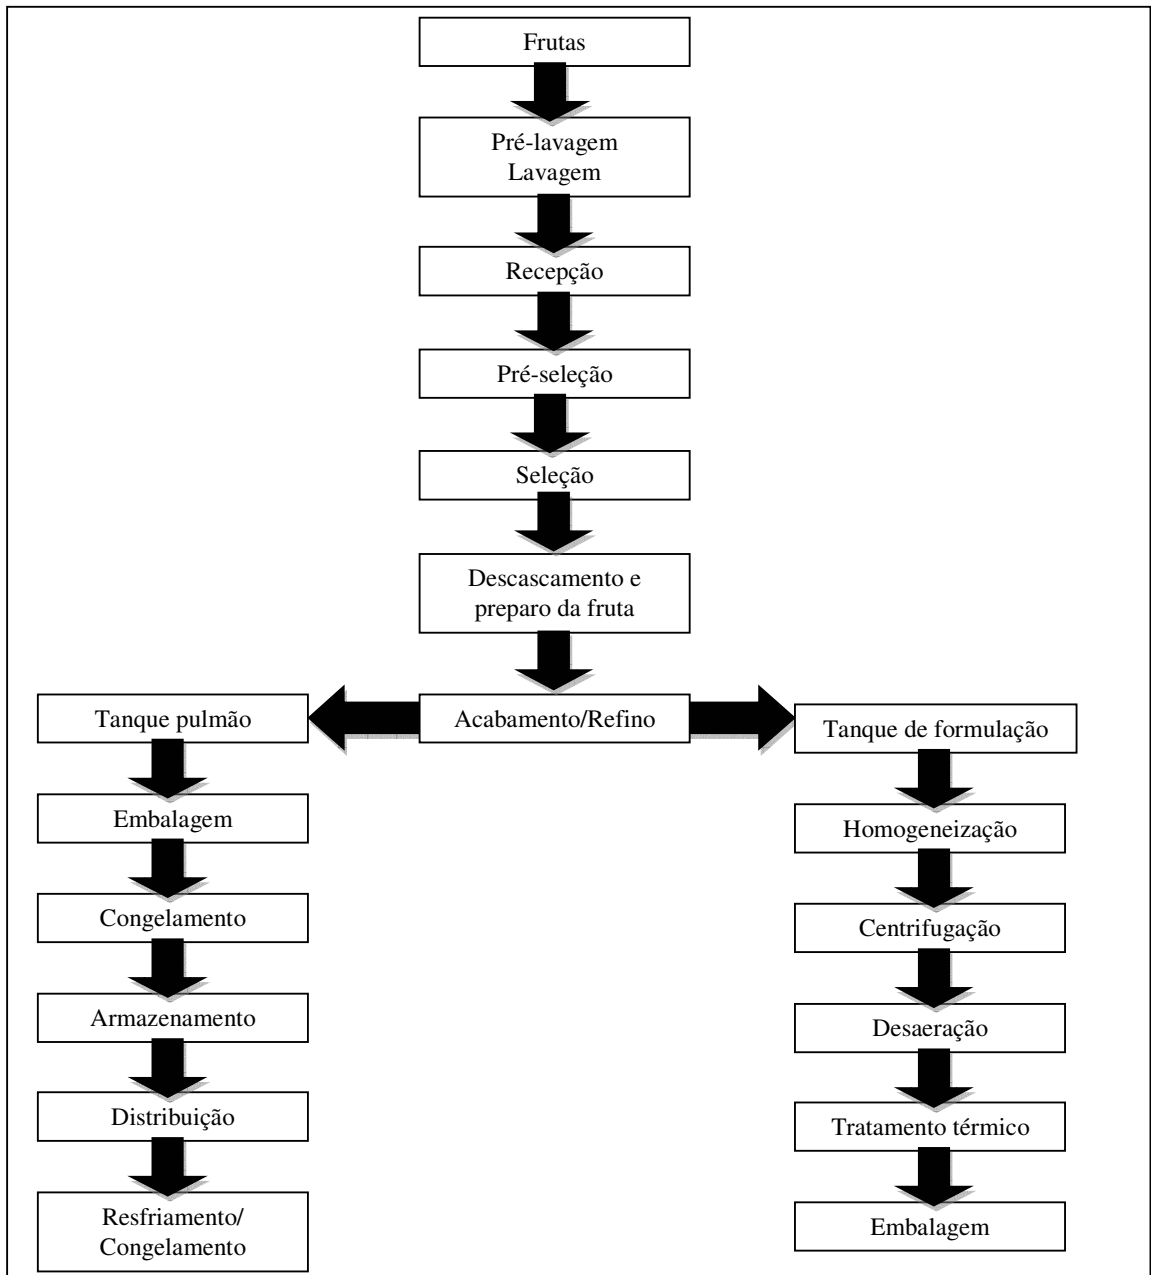 Frutas
Pré-lavagem
Lavagem
Recepção
Pré-seleção
Seleção
Descascamento e
preparo da fruta
Acabamento/Refino
Tanque pulmão
Embalagem
Congelamento
Armazenamento
Distribuição
Resfriamento/
Congelamento
Tanque de formulação
Homogeneização
Centrifugação
Desaeração
Tratamento térmico
Embalagem